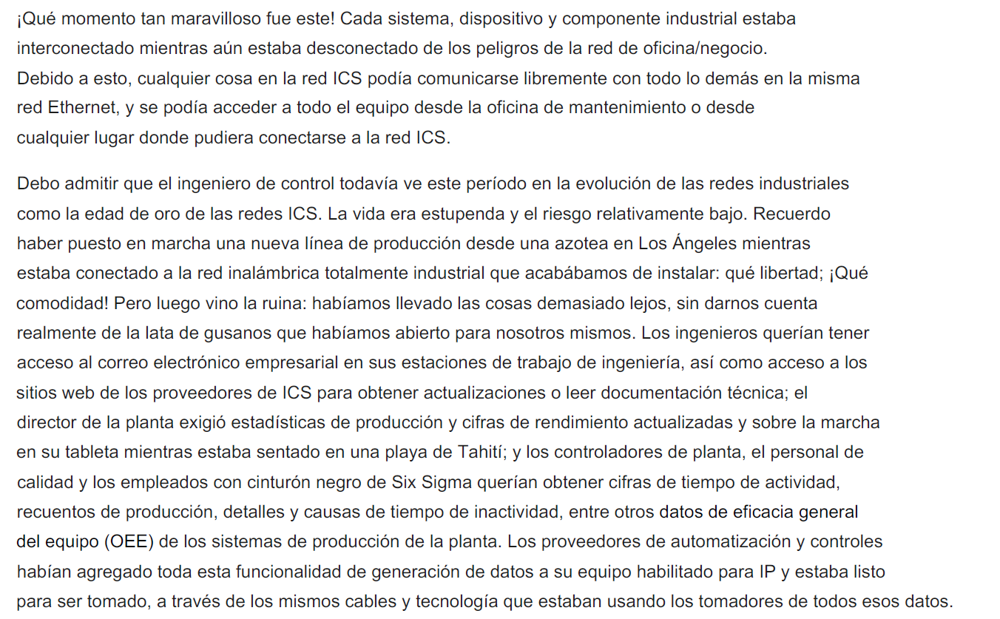 ¡Qué momento tan maravilloso fue este! Cada sistema, dispositivo y componente industrial estaba
interconectado mientras aún estaba desconectado de los peligros de la red de oficina/negocio.
Debido a esto, cualquier cosa en la red ICS podía comunicarse libremente con todo lo demás en la misma
red Ethernet, y se podía acceder a todo el equipo desde la oficina de mantenimiento o desde
cualquier lugar donde pudiera conectarse a la red ICS.
Debo admitir que el ingeniero de control todavía ve este período en la evolución de las redes industriales
como la edad de oro de las redes ICS. La vida era estupenda y el riesgo relativamente bajo. Recuerdo
haber puesto en marcha una nueva línea de producción desde una azotea en Los Ángeles mientras
estaba conectado a la red inalámbrica totalmente industrial que acabábamos de instalar: qué libertad; ¡Qué
comodidad! Pero luego vino la ruina: habíamos llevado las cosas demasiado lejos, sin darnos cuenta
realmente de la lata de gusanos que habíamos abierto para nosotros mismos. Los ingenieros querían tener
acceso al correo electrónico empresarial en sus estaciones de trabajo de ingeniería, así como acceso a los
sitios web de los proveedores de ICS para obtener actualizaciones o leer documentación técnica; el
director de la planta exigió estadísticas de producción y cifras de rendimiento actualizadas y sobre la marcha
en su tableta mientras estaba sentado en una playa de Tahití; y los controladores de planta, el personal de
calidad y los empleados con cinturón negro de Six Sigma querían obtener cifras de tiempo de actividad,
recuentos de producción, detalles y causas de tiempo de inactividad, entre otros datos de eficacia general
del equipo (OEE) de los sistemas de producción de la planta. Los proveedores de automatización y controles
habían agregado toda esta funcionalidad de generación de datos a su equipo habilitado para IP y estaba listo
para ser tomado, a través de los mismos cables y tecnología que estaban usando los tomadores de todos esos datos.